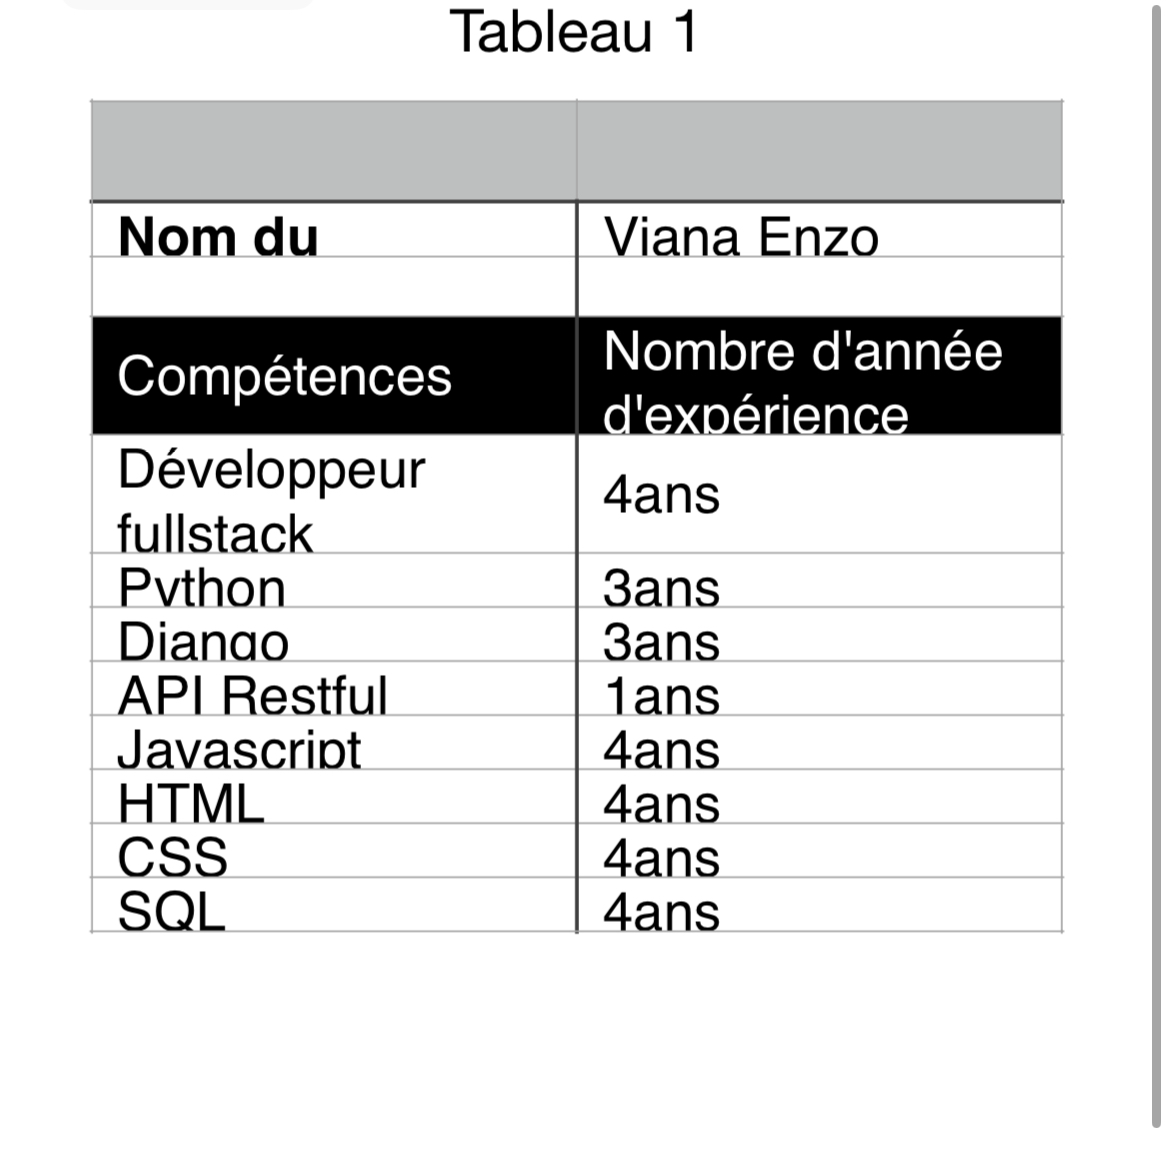 Tableau 1
Nom du
Viana Enzo
Compétences
Nombre d'année
d'expérience
Développeur
fullstack
4ans
Python
3ans
Django
3ans
API Restful
1ans
Javascript
4ans
HTML
4ans
CSS
4ans
SQL
4ans